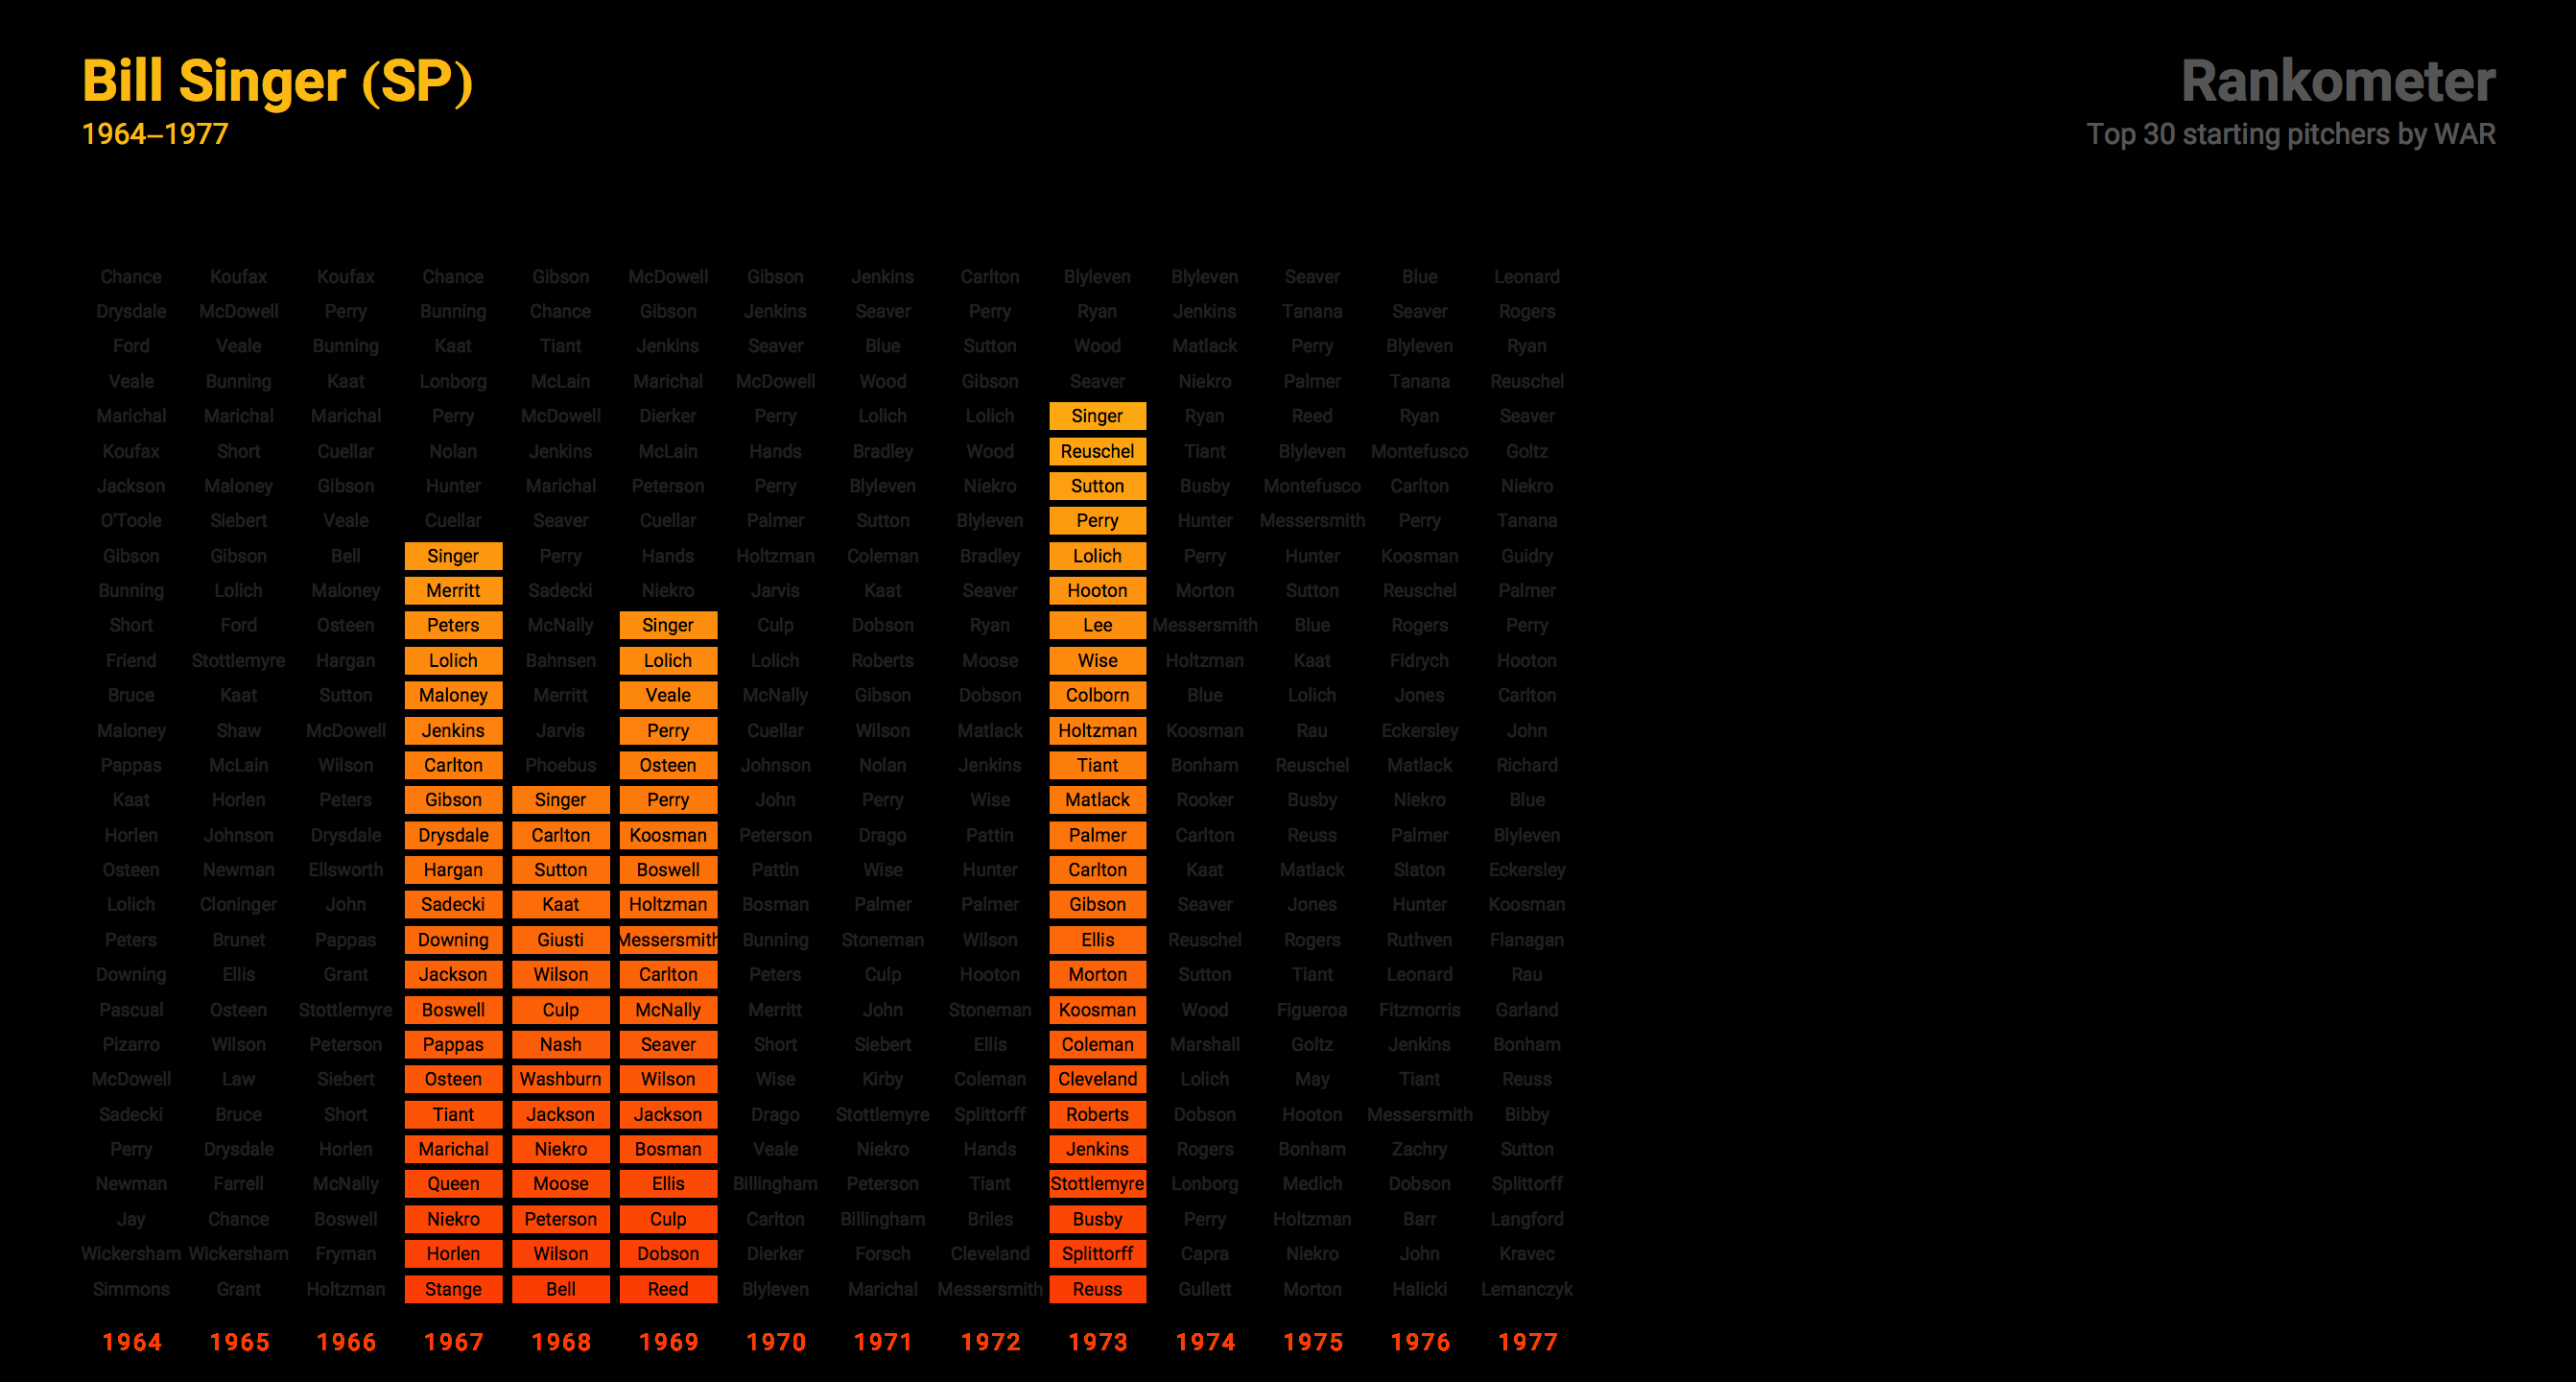 Bill Singer (SP)
1964–1977
Rankometer
Top 30 starting pitchers by WAR
Chance Koufax Koufax Chance Gibson McDowell Gibson Jenkins Carlton Blyleven Blyleven Seaver Blue Leonard
Drysdale McDowell Perry Bunning Chance Gibson Jenkins Seaver Perry Ryan Jenkins Tanana Seaver Rogers
Ford Veale Bunning Kaat Tiant Jenkins Seaver Blue Sutton Wood Matlack Perry Blyleven Ryan
Veale Bunning Kaat Lonborg McLain Marichal McDowell Wood Gibson Seaver Niekro Palmer Tanana Reuschel
Marichal Marichal Marichal Perry McDowell Dierker Perry Lolich Lolich Singer Ryan Reed Ryan Seaver
Koufax Short Cuellar Nolan Jenkins McLain Hands Bradley Wood Reuschel Tiant Blyleven Montefusco Goltz
Jackson Maloney Gibson Hunter Marichal Peterson Perry Blyleven Niekro Sutton Busby Montefusco Carlton Niekro
O'Toole Siebert Veale Cuellar Seaver Cuellar Palmer Sutton Blyleven Perry Hunter Messersmith Perry Tanana
Gibson Gibson Bell Singer Perry Hands Holtzman Coleman Bradley Lolich Perry Hunter Koosman Guidry
Bunning Lolich Maloney Merritt Sadecki Niekro Jarvis Kaat Seaver Hooton Morton Sutton Reuschel Palmer
Short Ford Osteen Peters McNally Singer Culp Dobson Ryan Lee Messersmith Blue Rogers Perry
Friend Stottlemyre Hargan Lolich Bahnsen Lolich Lolich Roberts Moose Wise Holtzman Kaat Fidrych Hooton
Bruce Kaat Sutton Maloney Merritt Veale McNally Gibson Dobson Colborn Blue Lolich Jones Carlton
Maloney Shaw McDowell Jenkins Jarvis Perry Cuellar Wilson Matlack Holtzman Koosman Rau Eckersley John
Pappas McLain Wilson Carlton Phoebus Osteen Johnson Nolan Jenkins Tiant Bonham Reuschel Matlack Richard
Kaat Horlen Peters Gibson Singer Perry John Perry Wise Matlack Rooker Busby Niekro Blue
Horlen Johnson Drysdale Drysdale Carlton Koosman Peterson Drago Pattin Palmer Carlton Reuss Palmer Blyleven
Osteen Newman Ellsworth Hargan Sutton Boswell Pattin Wise Hunter Carlton Kaat Matlack Slaton Eckersley
Lolich Cloninger John Sadecki Kaat Holtzman Bosman Palmer Palmer Gibson Seaver Jones Hunter Koosman
Peters Brunet Pappas Downing Giusti Messersmith Bunning Stoneman Wilson Ellis Reuschel Rogers Ruthven Flanagan
Downing Ellis Grant Jackson Wilson Carlton Peters Culp Hooton Morton Sutton Tiant Leonard Rau
Pascual Osteen Stottlemyre Boswell Culp McNally Merritt John Stoneman Koosman Wood Figueroa Fitzmorris Garland
Pizarro Wilson Peterson Pappas Nash Seaver Short Siebert Ellis Coleman Marshall Goltz Jenkins Bonham
McDowell Law Siebert Osteen Washburn Wilson Wise Kirby Coleman Cleveland Lolich May Tiant Reuss
Sadecki Bruce Short Tiant Jackson Jackson Drago Stottlemyre Splittorff Roberts Dobson Hooton Messersmith Bibby
Perry Drysdale Horlen Marichal Niekro Bosman Veale Niekro Hands Jenkins Rogers Bonham Zachry Sutton
Newman Farrell McNally Queen Moose Ellis Billingham Peterson Tiant Stottlemyre Lonborg Medich Dobson Splittorff
Jay Chance Boswell Niekro Peterson Culp Carlton Billingham Briles Busby Perry Holtzman Barr Langford
Wickersham Wickersham Fryman Horlen Wilson Dobson Dierker Forsch Cleveland Splittorff Capra Niekro John Kravec
Simmons Grant Holtzman Stange Bell Reed Blyleven Marichal Messersmith Reuss Gullett Morton Halicki Lemanczyk
1964 1965 1966 1967 1968 1969 1970 1971 1972 1973 1974 1975 1976 1977